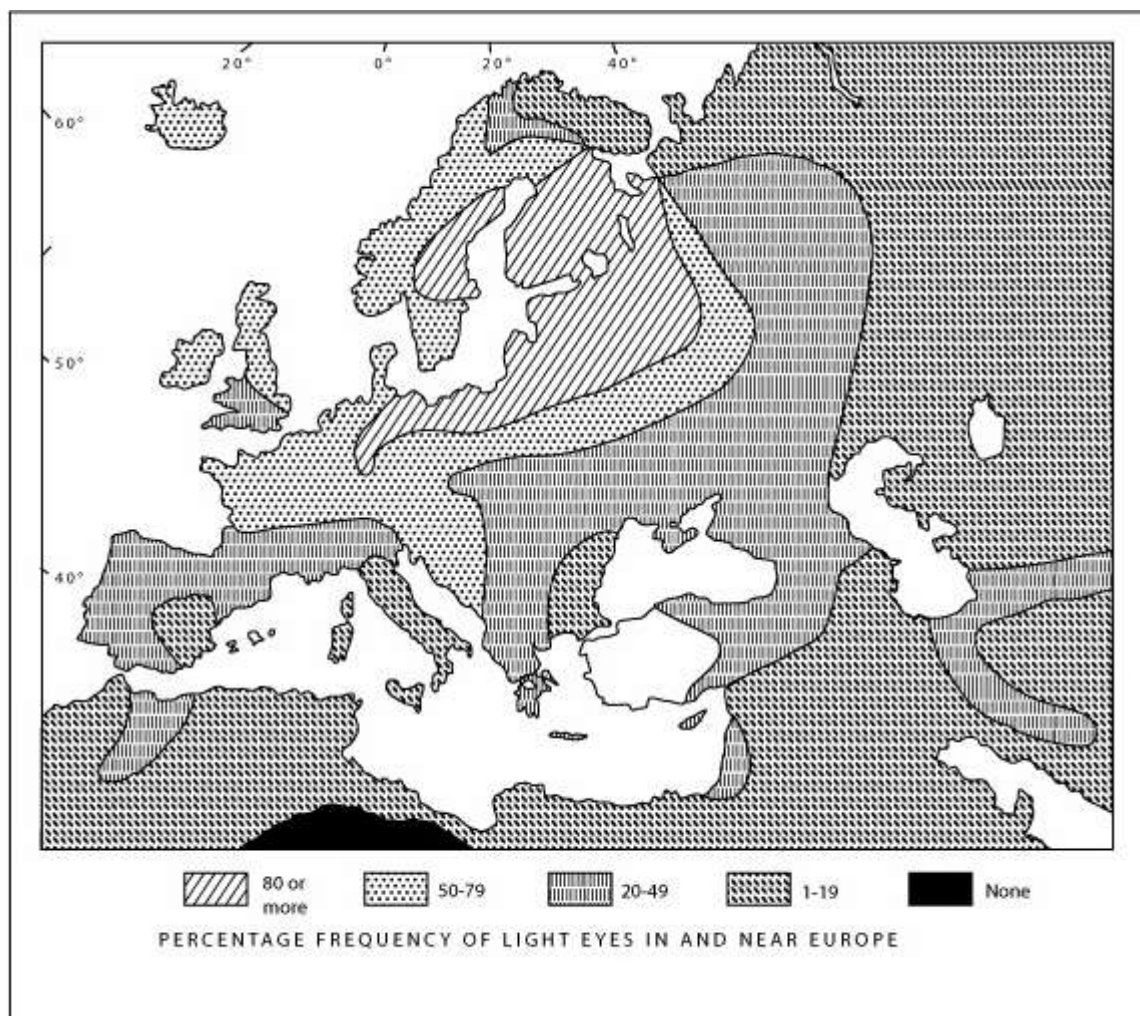 20° 0° 20° 40°
60°
50°
40°
80 or more
50-79
20-49
1-19
None
PERCENTAGE FREQUENCY OF LIGHT EYES IN AND NEAR EUROPE